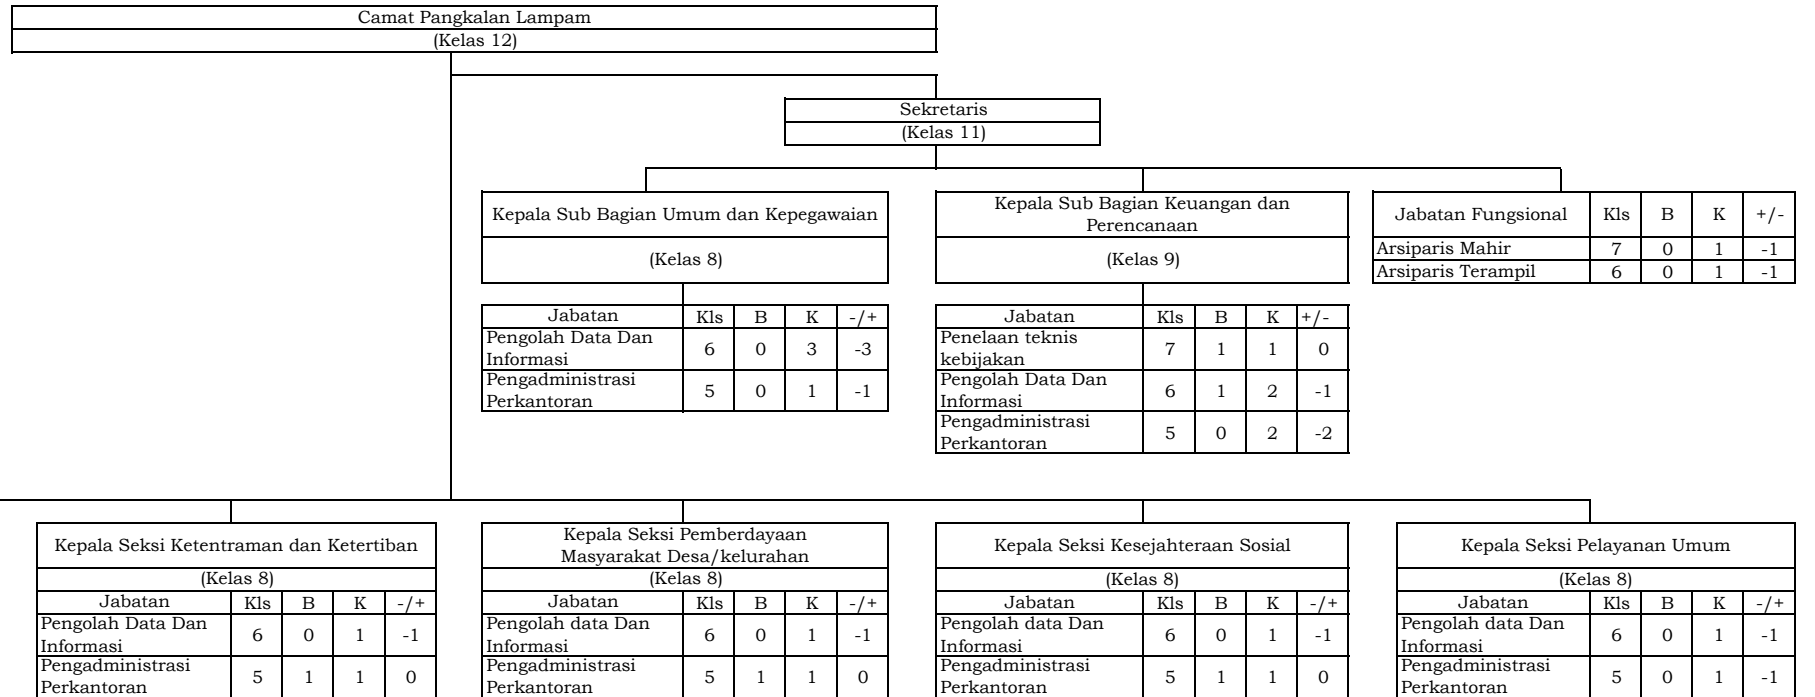 Camat Pangkalan Lampam
(Kelas 12)
Sekretaris
(Kelas 11)
Kepala Sub Bagian Umum dan Kepegawaian
(Kelas 8)
Jabatan Kls B K -/+
Pengolah Data Dan
Informasi 6 0 3 -3
Pengadministrasi
Perkantoran 5 0 1 -1
Kepala Sub Bagian Keuangan dan
Perencanaan
(Kelas 9)
Jabatan Kls B K +/-
Penelaan teknis
kebijakan 7 1 1 0
Pengolah Data Dan
Informasi 6 1 2 -1
Pengadministrasi
Perkantoran 5 0 2 -2
Jabatan Fungsional Kls B K +/-
Arsiparis Mahir 7 0 1 -1
Arsiparis Terampil 6 0 1 -1
Kepala Seksi Ketentraman dan Ketertiban
(Kelas 8)
Jabatan Kls B K -/+
Pengolah Data Dan
Informasi 6 0 1 -1
Pengadministrasi
Perkantoran 5 1 1 0
Kepala Seksi Pemberdayaan
Masyarakat Desa/kelurahan
(Kelas 8)
Jabatan Kls B K -/+
Pengolah data Dan
Informasi 6 0 1 -1
Pengadministrasi
Perkantoran 5 1 1 0
Kepala Seksi Kesejahteraan Sosial
(Kelas 8)
Jabatan Kls B K -/+
Pengolah data Dan
Informasi 6 0 1 -1
Pengadministrasi
Perkantoran 5 1 1 0
Kepala Seksi Pelayanan Umum
(Kelas 8)
Jabatan Kls B K -/+
Pengolah data Dan
Informasi 6 0 1 -1
Pengadministrasi
Perkantoran 5 0 1 -1